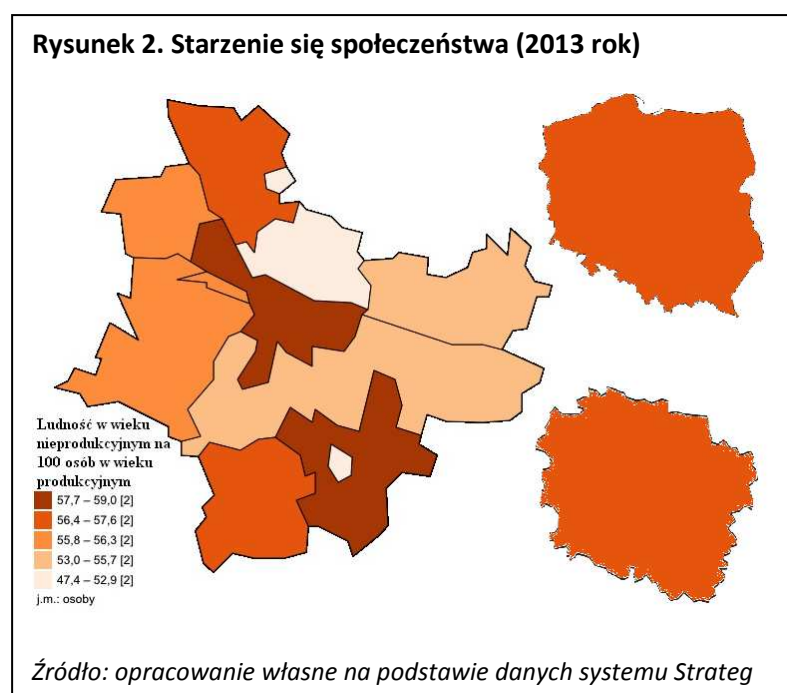 Rysunek 2. Starzenie się społeczeństwa (2013 rok)
Ludność w wieku
nieprodukcyjnym na
100 osób w wieku
produkcyjnym
57,7 – 59,0 [2]
56,4 – 57,6 [2]
55,8 – 56,3 [2]
53,0 – 55,7 [2]
47,4 – 52,9 [2]
j.m.: osoby
Źródło: opracowanie własne na podstawie danych systemu Strateg